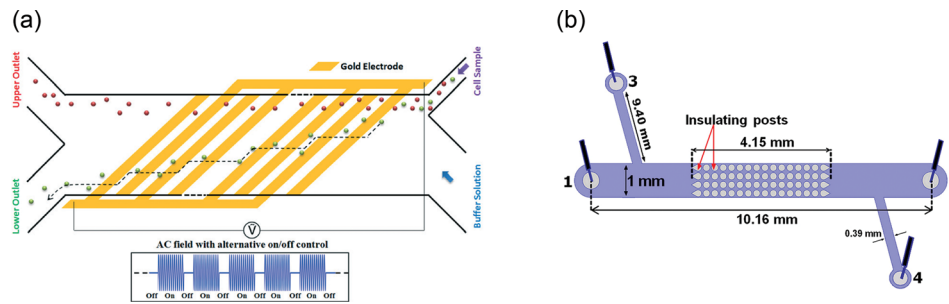 (a)
Gold Electrode
Upper Outlet
Cell Sample
Lower Outlet
Buffer Solution
V
AC field with alternative on/off control
Off On Off On Off On Off On Off On Off
(b)
3
9.40 mm
Insulating posts
4.15 mm
1
1 mm
10.16 mm
0.39 mm
4